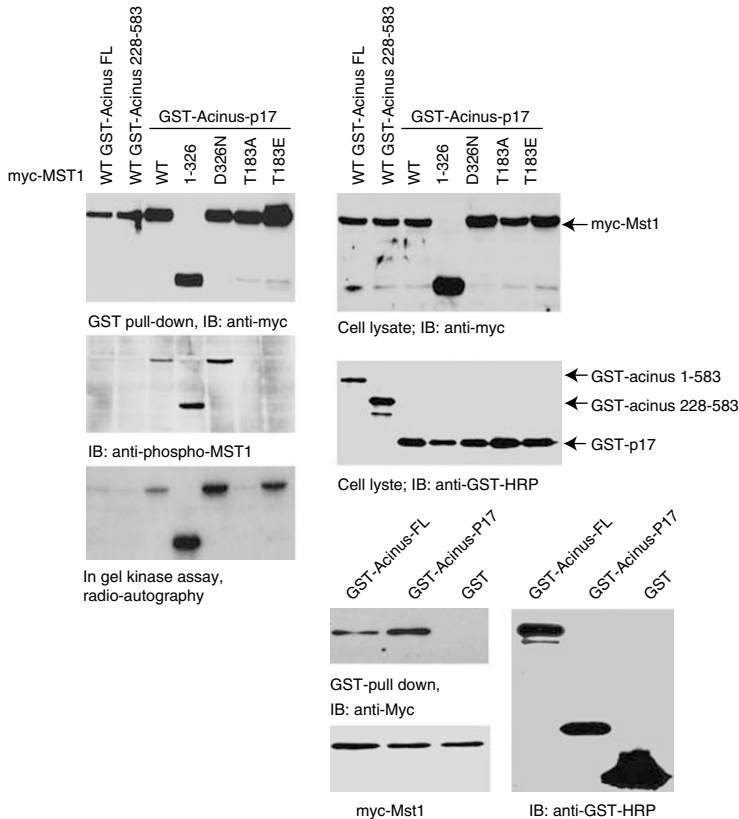 WT GST-Acinus FL
WT GST-Acinus 228-583
GST-Acinus-p17
myc-MST1
WT
1-326
D326N
T183A
T183E
GST pull-down, IB: anti-myc
IB: anti-phospho-MST1
In gel kinase assay,
radio-autography
WT GST-Acinus FL
WT GST-Acinus 228-583
GST-Acinus-p17
WT
1-326
D326N
T183A
T183E
myc-Mst1
Cell lysate; IB: anti-myc
GST-acinus 1-583
GST-acinus 228-583
GST-p17
Cell lyste; IB: anti-GST-HRP
GST-Acinus-FL
GST-Acinus-P17
GST
GST-pull down,
IB: anti-Myc
myc-Mst1
GST-Acinus-FL
GST-Acinus-P17
GST
IB: anti-GST-HRP